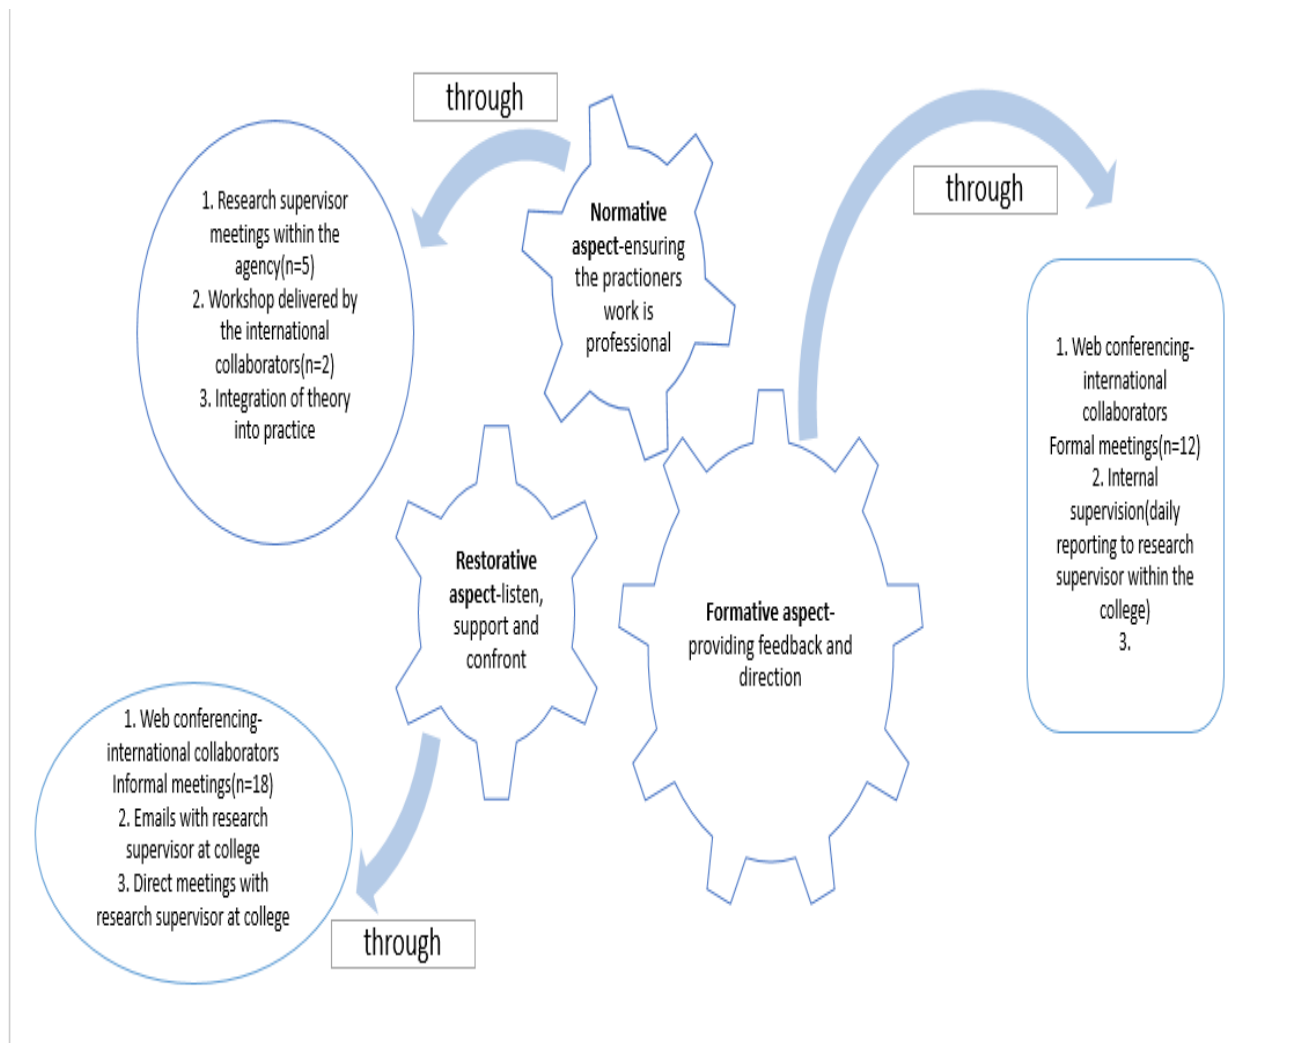 through
1. Research supervisor
meetings within the
agency(n=5)
2. Workshop delivered by
the international
collaborators(n=2)
3. Integration of theory
into practice
Normative
aspect-ensuring
the practioners
work is
professional
through
1. Web conferencing-
international
collaborators
Formal meetings(n=12)
2. Internal
supervision(daily
reporting to research
supervisor within the
college)
3.
Restorative
aspect-listen,
support and
confront
Formative aspect-
providing feedback and
direction
1. Web conferencing-
international collaborators
Informal meetings(n=18)
2. Emails with research
supervisor at college
3. Direct meetings with
research supervisor at college
through